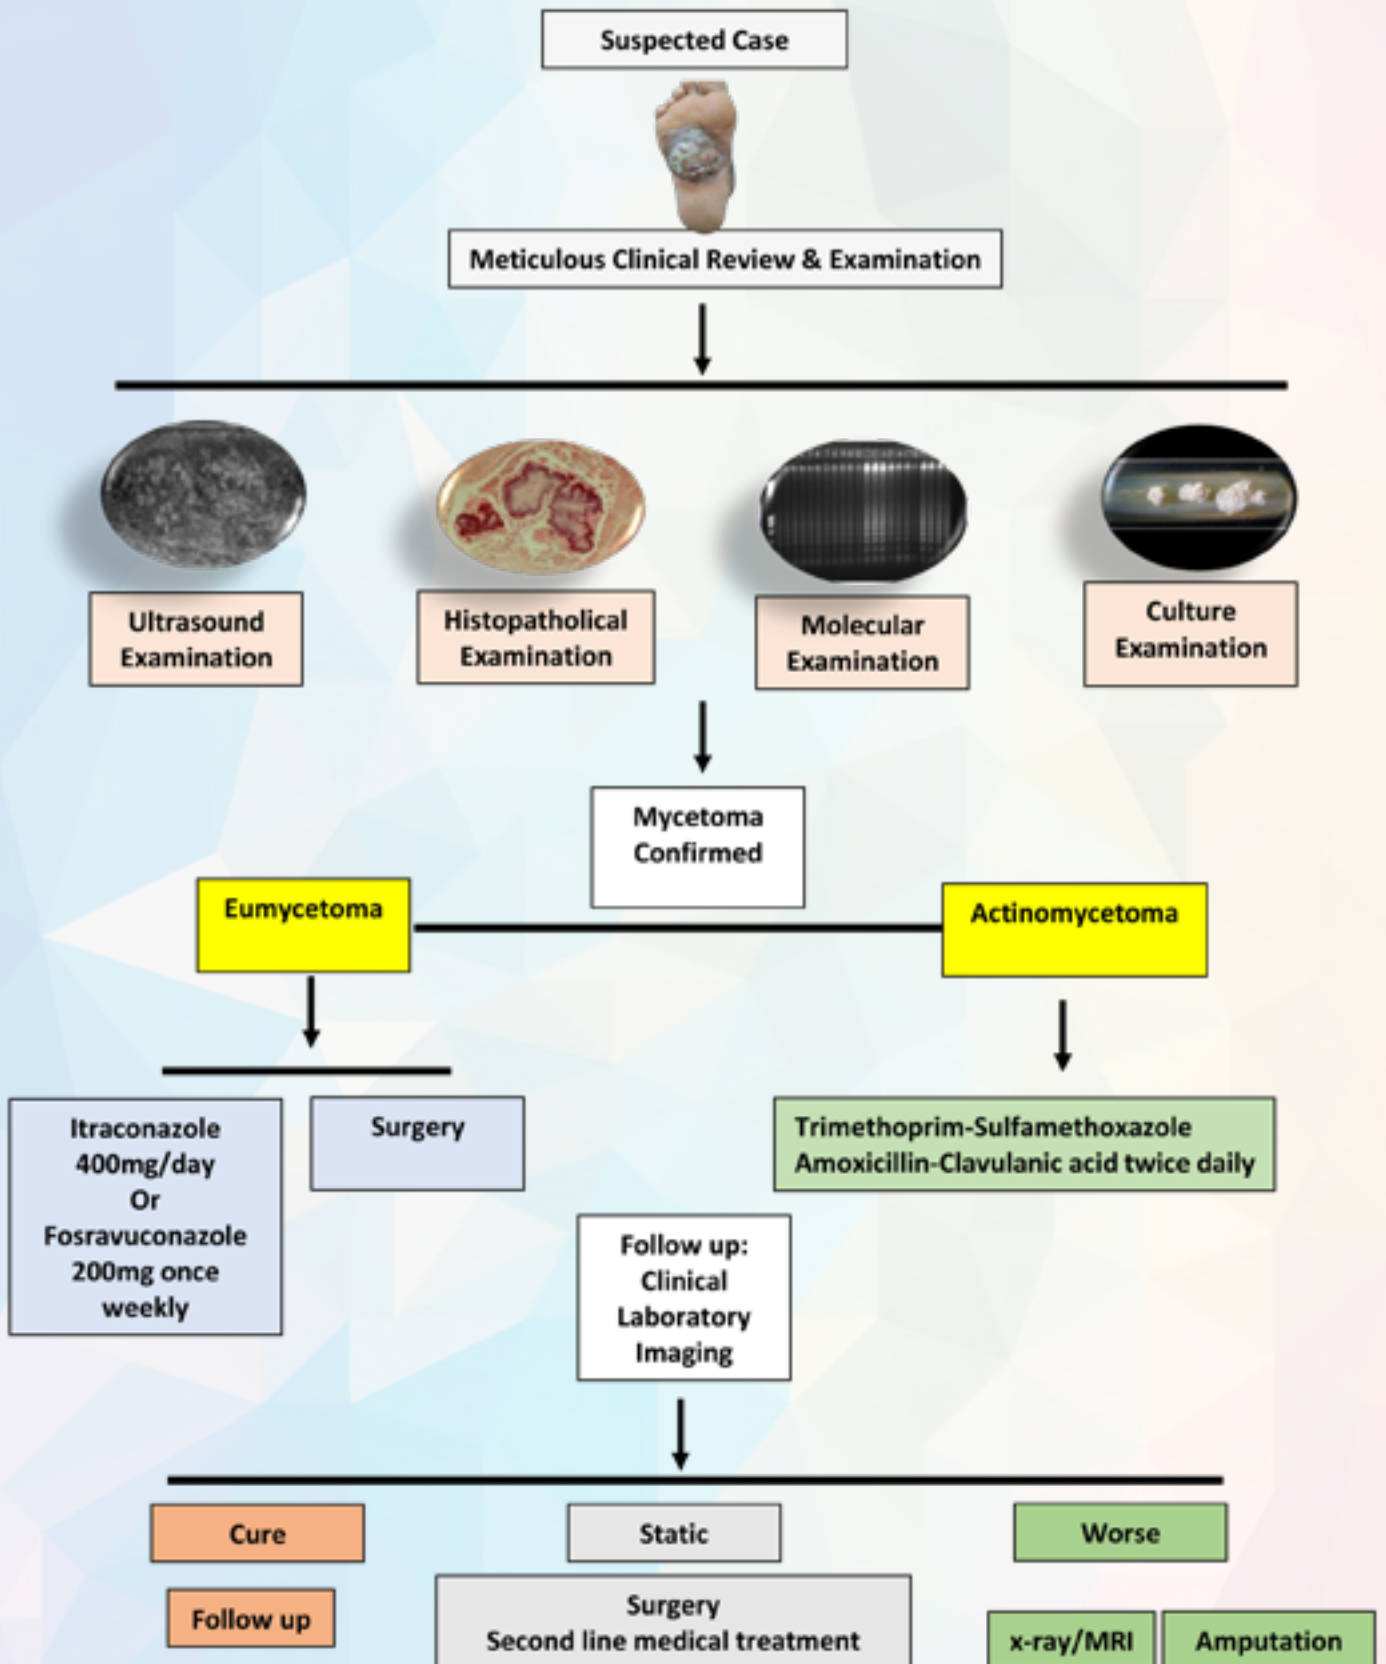 Suspected Case
Meticulous Clinical Review & Examination
Ultrasound
Examination
Histopatholical
Examination
Molecular
Examination
Culture
Examination
Mycetoma
Confirmed
Eumycetoma
Actinomycetoma
Itraconazole
400mg/day
Or
Fosravuconazole
200mg once
weekly
Surgery
Trimethoprim-Sulfamethoxazole
Amoxicillin-Clavulanic acid twice daily
Follow up:
Clinical
Laboratory
Imaging
Cure
Static
Worse
Follow up
Surgery
Second line medical treatment
x-ray/MRI
Amputation